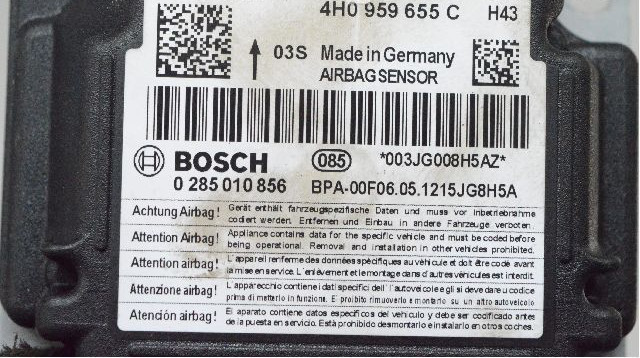 4H0 959 655 C H43
03S Made in Germany
AIRBAGSENSOR
BOSCH 085 *003JG008H5AZ*
0 285 010 856 BPA-00F06.05.1215JG8H5A
Achtung Airbag! Gerät enthält fahrzeugspezifische Daten und muss vor Inbetriebnahme
codiert werden. Entfernen und Einbau in andere Fahrzeuge verboten.
Attention Airbag! Appliance contains data for the specific vehicle and must be coded before
being operational. Removal and installation in other vehicles prohibited.
Attention airbag! L'appareil renferme des données spécifiques au véhicule et doit être codé avant
la mise en service. L'enlèvement et le montage dans d'autres véhicules est interdit.
Attenzione airbag! L'apparecchio contiene i dati specifici dell'autoveicolo e gli si deve dare u codice
prima di metterlo in funzione. E' proibito rimuoverlo e montarlo su un altro autoveicolo
Atención airbag! El aparato contiene datos específicos del vehículo y debe ser codificado antes
de la puesta en servicio. Está prohibido desmontarlo e instalarlo en otros coches.